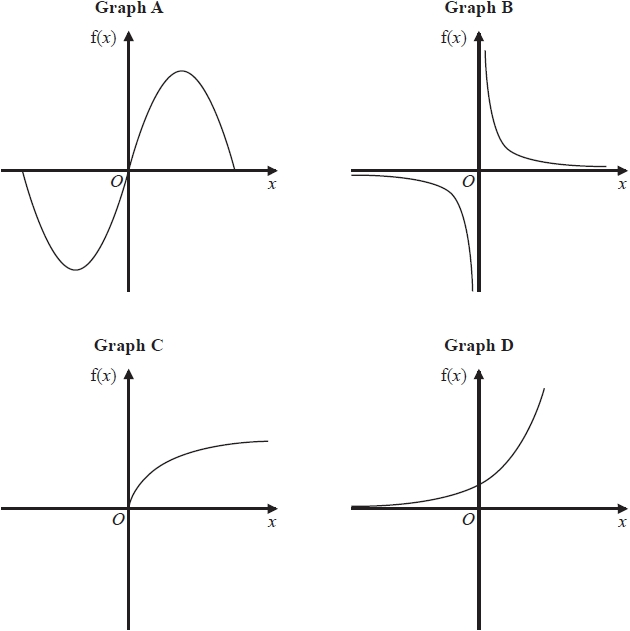 Graph A
f(x)
O
x
Graph B
f(x)
O
x
Graph C
f(x)
O
x
Graph D
f(x)
O
x